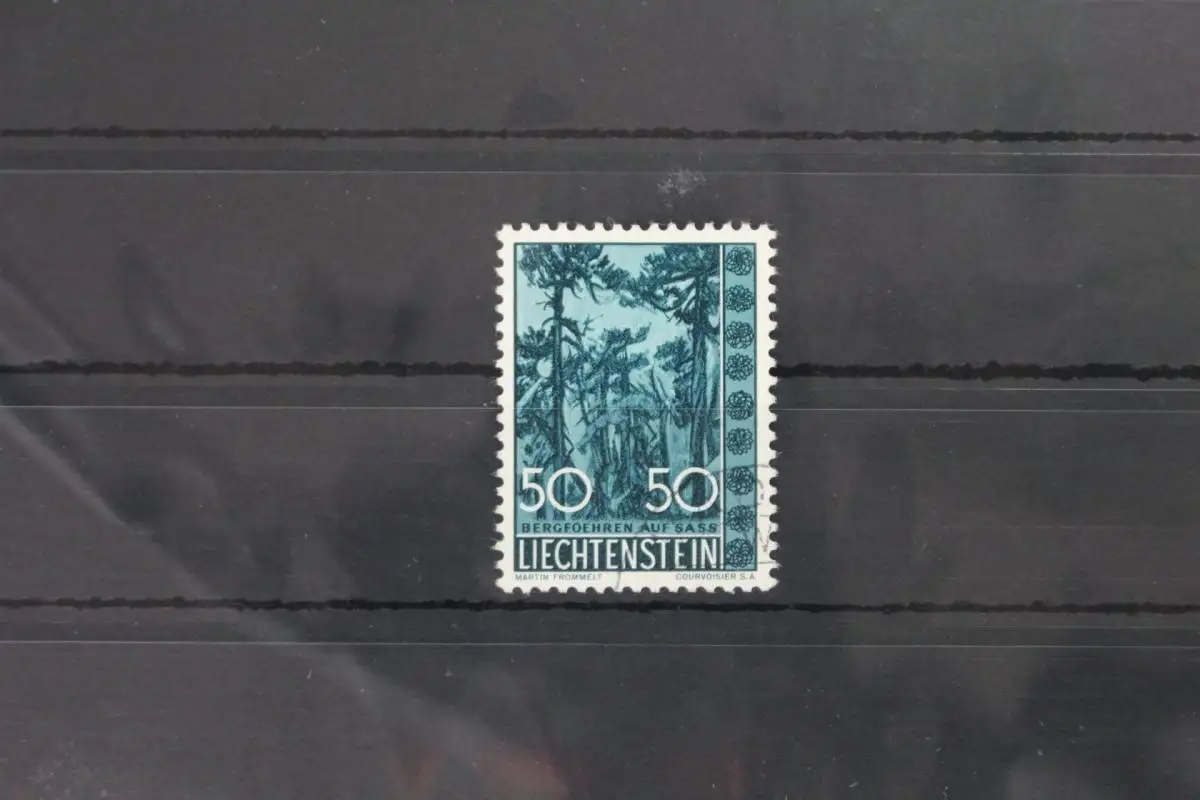 50 50
BERGFOEHREN AUF SASS
LIECHTENSTEIN
MARTIN FROMMELT COURVOISIER S.A.